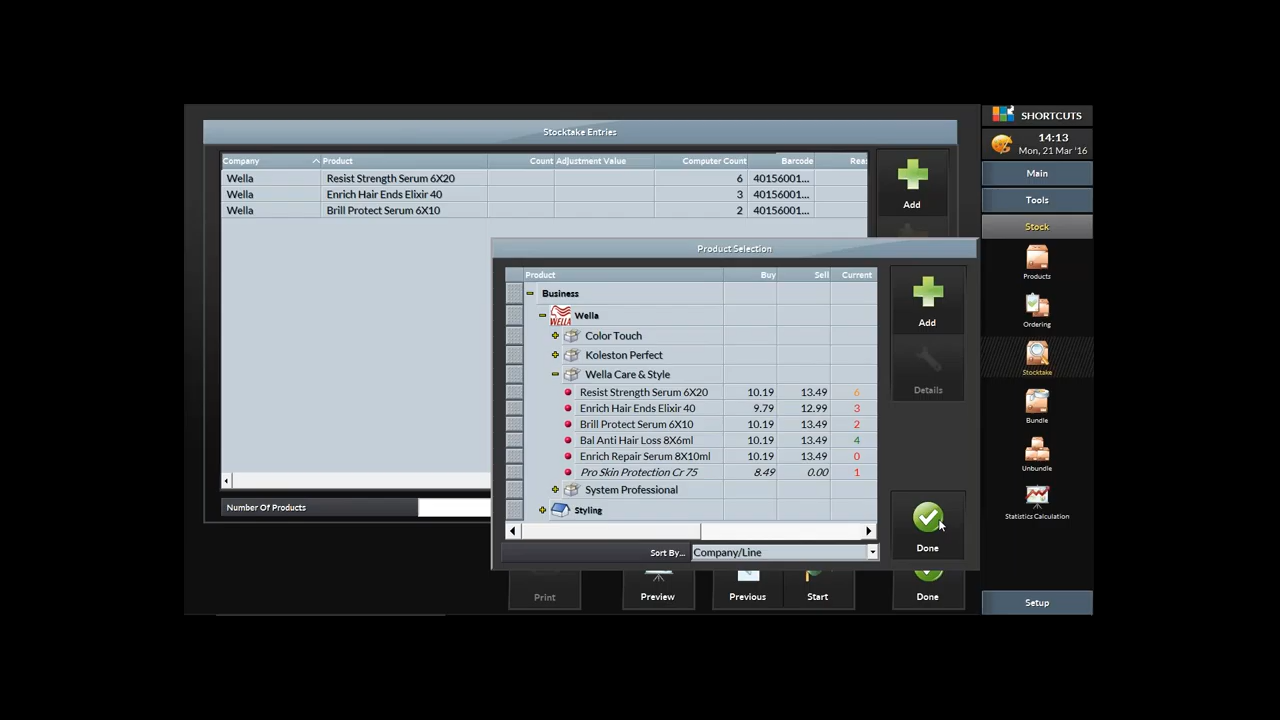 Stocktake Entries
Company Product Count Adjustment Value Computer Count Barcode Rea
Wella Resist Strength Serum 6X20 6 40156001...
Wella Enrich Hair Ends Elixir 40 3 40156001...
Wella Brill Protect Serum 6X10 2 40156001...
Add
Number Of Products
Product Selection
Product Buy Sell Current
Business
WELLA Wella
Color Touch
Koleston Perfect
Wella Care & Style
Resist Strength Serum 6X20 10.19 13.49 6
Enrich Hair Ends Elixir 40 9.79 12.99 3
Brill Protect Serum 6X10 10.19 13.49 2
Bal Anti Hair Loss 8X6ml 10.19 13.49 4
Enrich Repair Serum 8X10ml 10.19 13.49 0
Pro Skin Protection Cr 75 8.49 0.00 1
System Professional
Styling
Sort By... Company/Line
Add
Details
Done
Print Preview Previous Start Done
SHORTCUTS
14:13
Mon, 21 Mar '16
Main
Tools
Stock
Products
Ordering
Stocktake
Bundle
Unbundle
Statistics Calculation
Setup